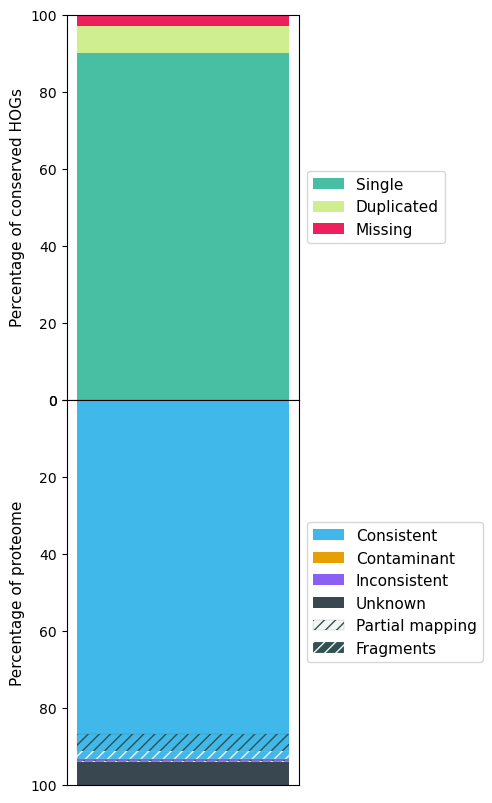 100
80
60
40
20
0
Percentage of conserved HOGs
Single
Duplicated
Missing
0
20
40
60
80
100
Percentage of proteome
Consistent
Contaminant
Inconsistent
Unknown
Partial mapping
Fragments